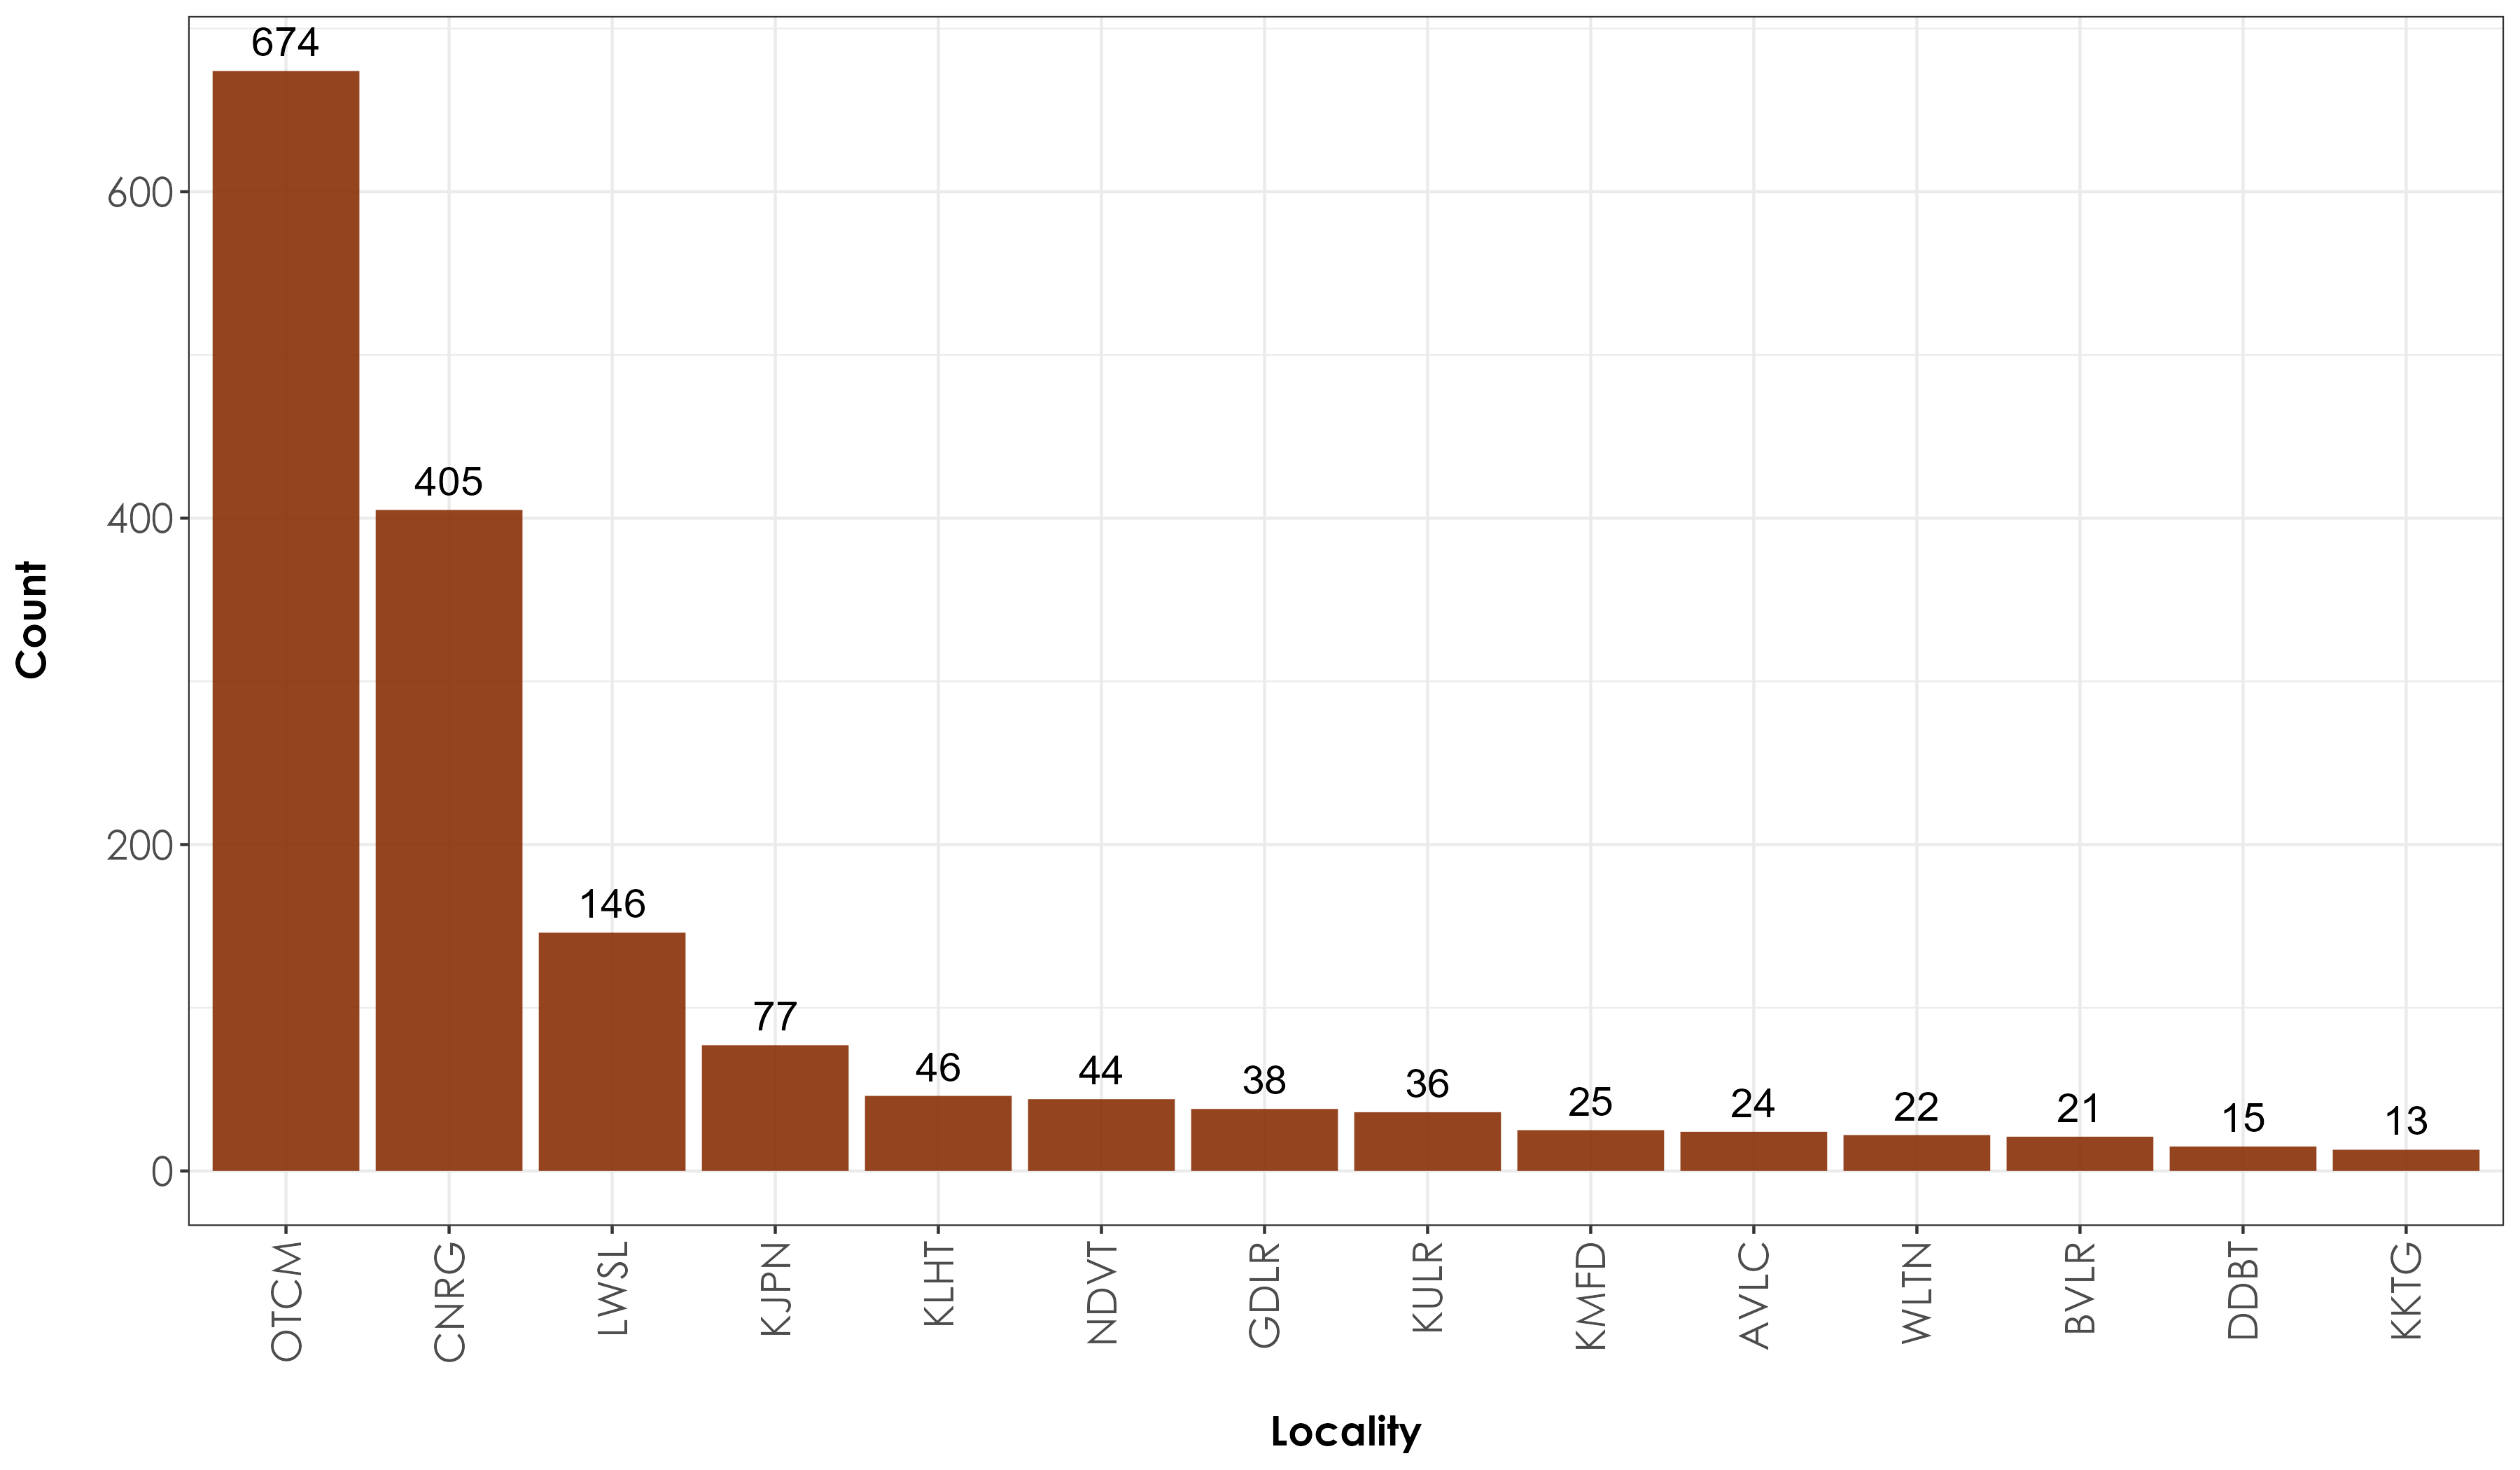 674
600
405
400
Count
200
146
77
46
44
38
36
25
24
22
21
15
13
0
OTCM
CNRG
LWSL
KJPN
KLHT
NDVT
GDLR
KULR
KMFD
AVLC
WLTN
BVLR
DDBT
KKTG
Locality